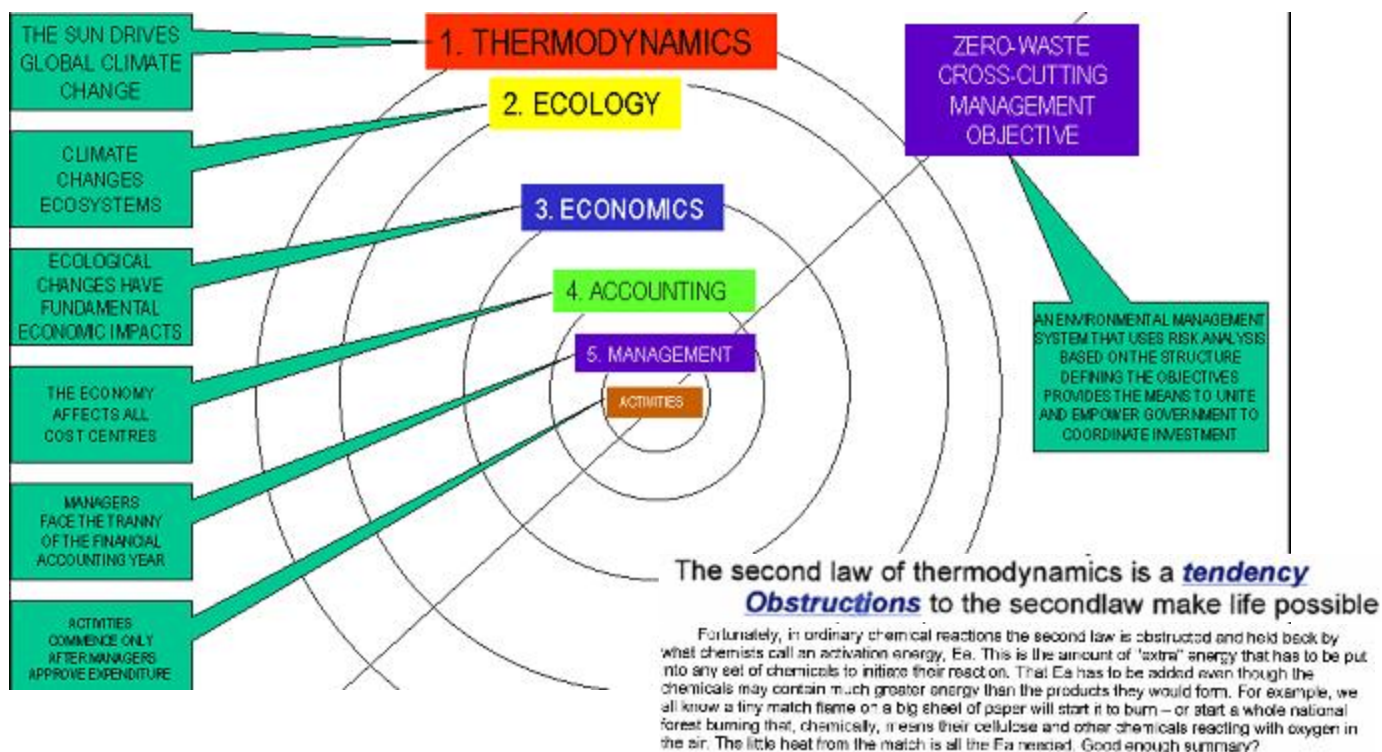 THE SUN DRIVES
GLOBAL CLIMATE
CHANGE
1. THERMODYNAMICS
ZERO-WASTE
CROSS-CUTTING
MANAGEMENT
OBJECTIVE
2. ECOLOGY
CLIMATE
CHANGES
ECOSYSTEMS
3. ECONOMICS
ECOLOGICAL
CHANGES HAVE
FUNDAMENTAL
ECONOMIC IMPACTS
4. ACCOUNTING
AN ENVIRONMENTAL MANAGEMENT
SYSTEM THAT USES RISK ANALYSIS
BASED ON THE STRUCTURE
DEFINING THE OBJECTIVES
PROVIDES THE MEANS TO UNITE
AND EMPOWER GOVERNMENT TO
COORDINATE INVESTMENT
5. MANAGEMENT
THE ECONOMY
AFFECTS ALL
COST CENTRES
ACTIVITIES
MANAGERS
FACE THE TRANNY
OF THE FINANCIAL
ACCOUNTING YEAR
ACTIVITIES
COMMENCE ONLY
AFTER MANAGERS
APPROVE EXPENDITURE
The second law of thermodynamics is a tendency
Obstructions to the secondlaw make life possible
Fortunately, in ordinary chemical reactions the second law is obstructed and held back by
what chemists call an activation energy, Ea. This is the amount of "extra" energy that has to be put
into any set of chemicals to initiate their reaction. That Ea has to be added even though the
chemicals may contain much greater energy than the products they would form. For example, we
all know a tiny match flame on a big sheet of paper will start it to burn – or start a whole national
forest burning that, chemically, means their cellulose and other chemicals reacting with oxygen in
the air. The little heat from the match is all the Ea needed. Good enough summary?